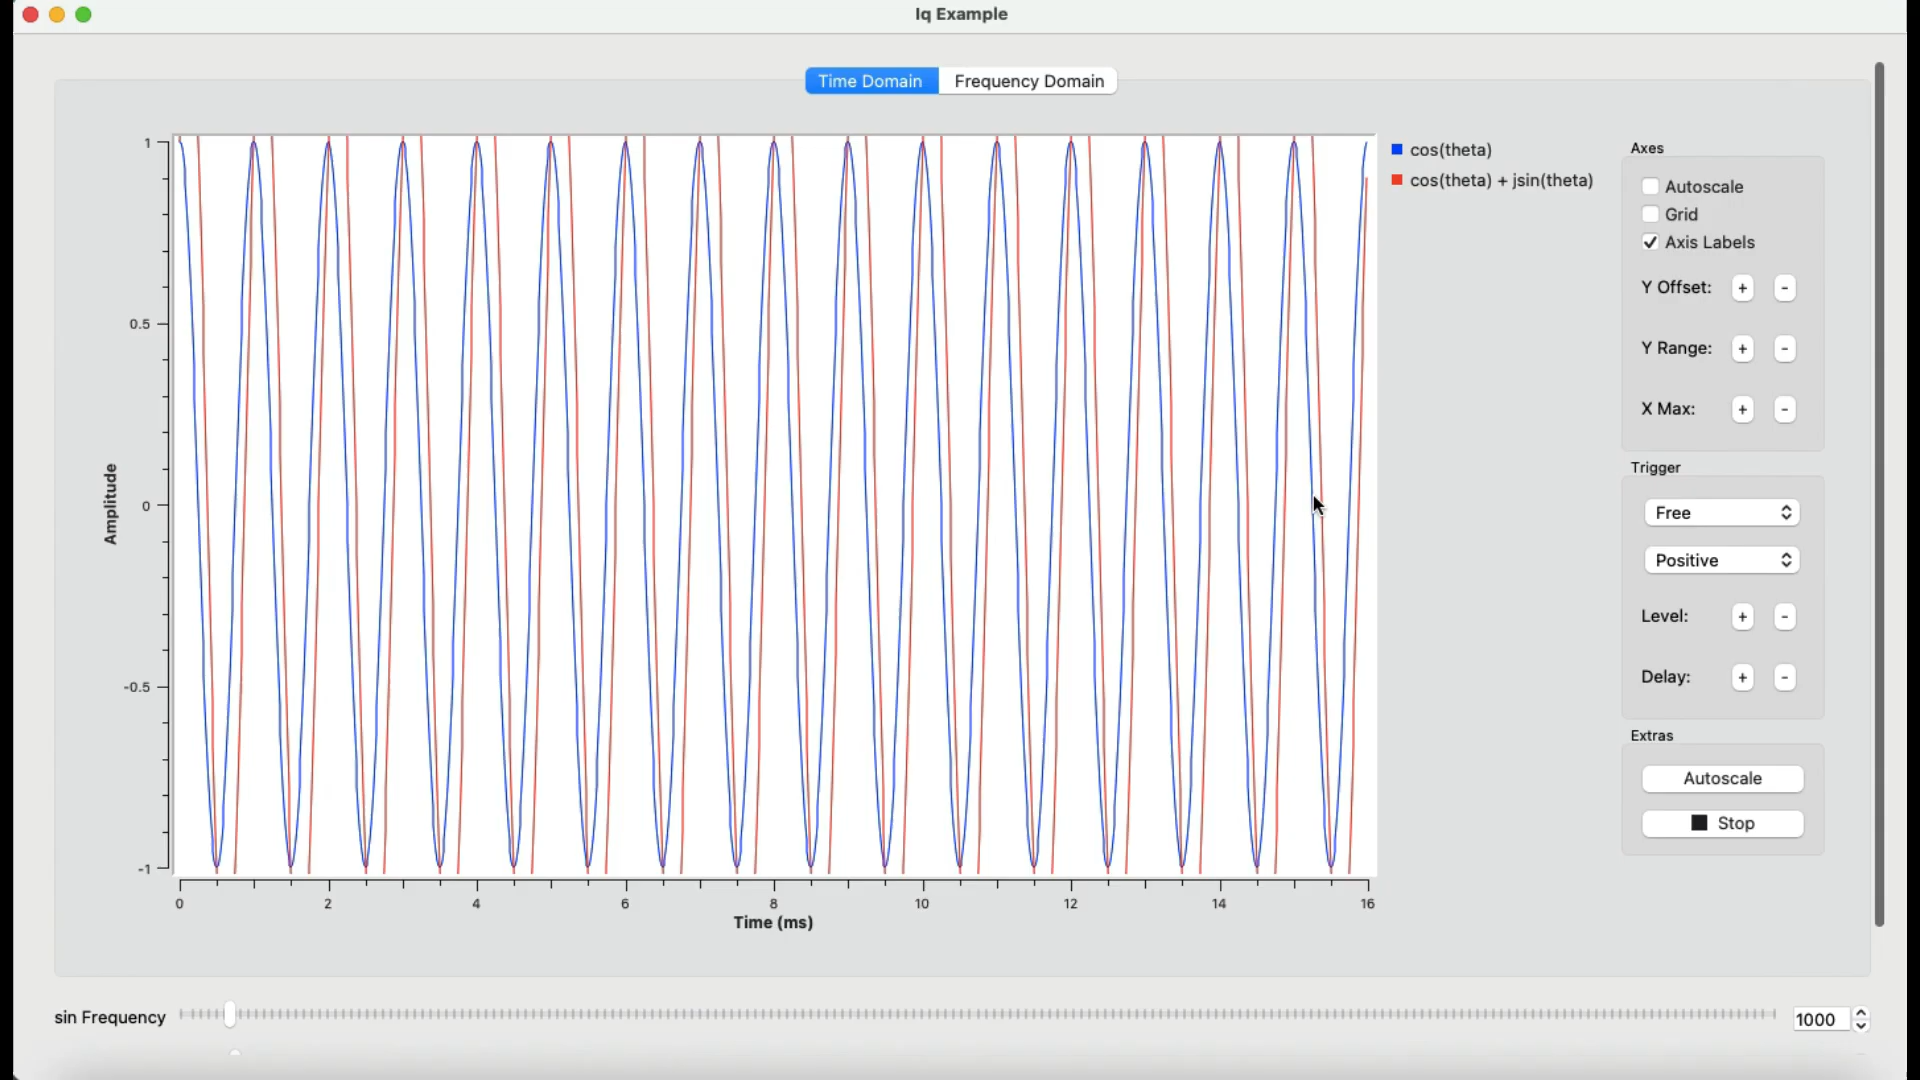 Iq Example
Time Domain
Frequency Domain
1
0.5
0
-0.5
-1
Amplitude
0 2 4 6 8 10 12 14 16
Time (ms)
cos(theta)
cos(theta) + jsin(theta)
Axes
Autoscale
Grid
Axis Labels
Y Offset: + -
Y Range: + -
X Max: + -
Trigger
Free
Positive
Level: + -
Delay: + -
Extras
Autoscale
Stop
sin Frequency
1000